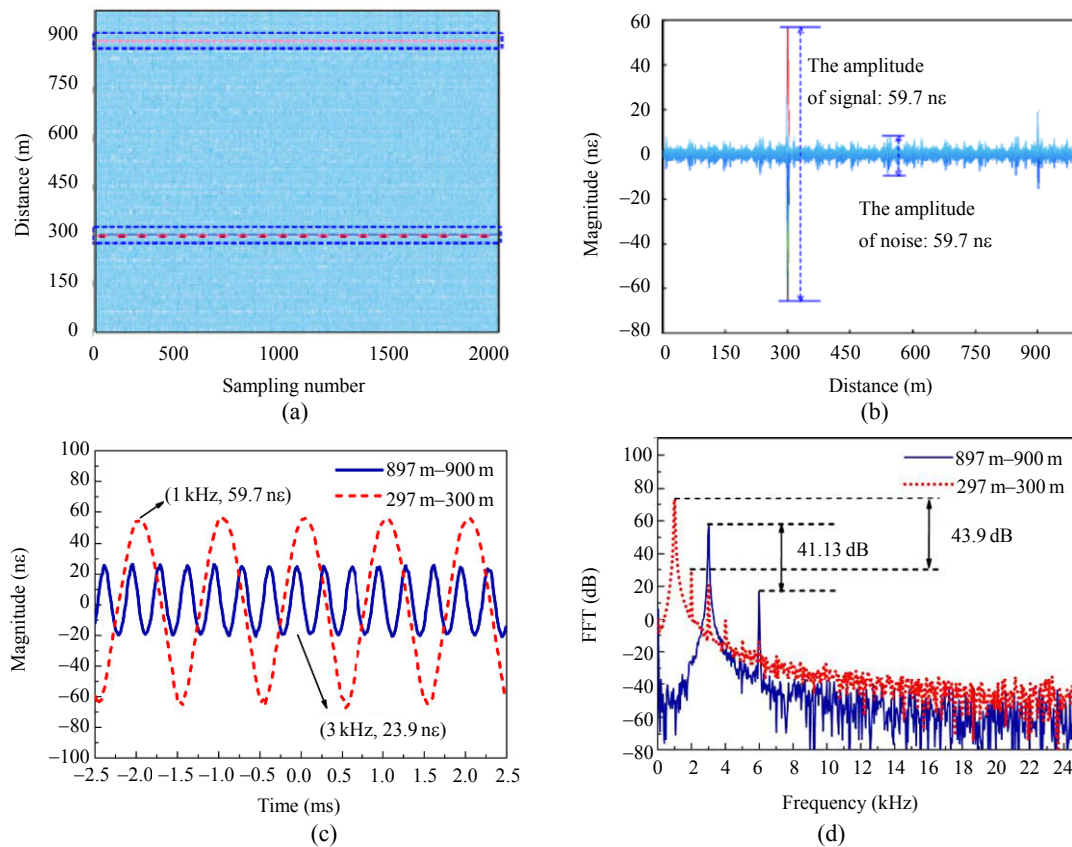 900
750
600
450
300
150
0
Distance (m)
0 500 1000 1500 2000
Sampling number
(a)
60
40
20
0
−20
−40
−60
−80
Magnitude (nε)
The amplitude
of signal: 59.7 nε
The amplitude
of noise: 59.7 nε
0 150 300 450 600 750 900
Distance (m)
(b)
100
80
60
40
20
0
−20
−40
−60
−80
−100
Magnitude (nε)
897 m–900 m
297 m–300 m
(1 kHz, 59.7 nε)
(3 kHz, 23.9 nε)
−2.5 −2.0 −1.5 −1.0 −0.5 0.0 0.5 1.0 1.5 2.0 2.5
Time (ms)
(c)
100
80
60
40
20
0
−20
−40
−60
−80
FFT (dB)
897 m–900 m
297 m–300 m
41.13 dB
43.9 dB
0 2 4 6 8 10 12 14 16 18 20 22 24
Frequency (kHz)
(d)